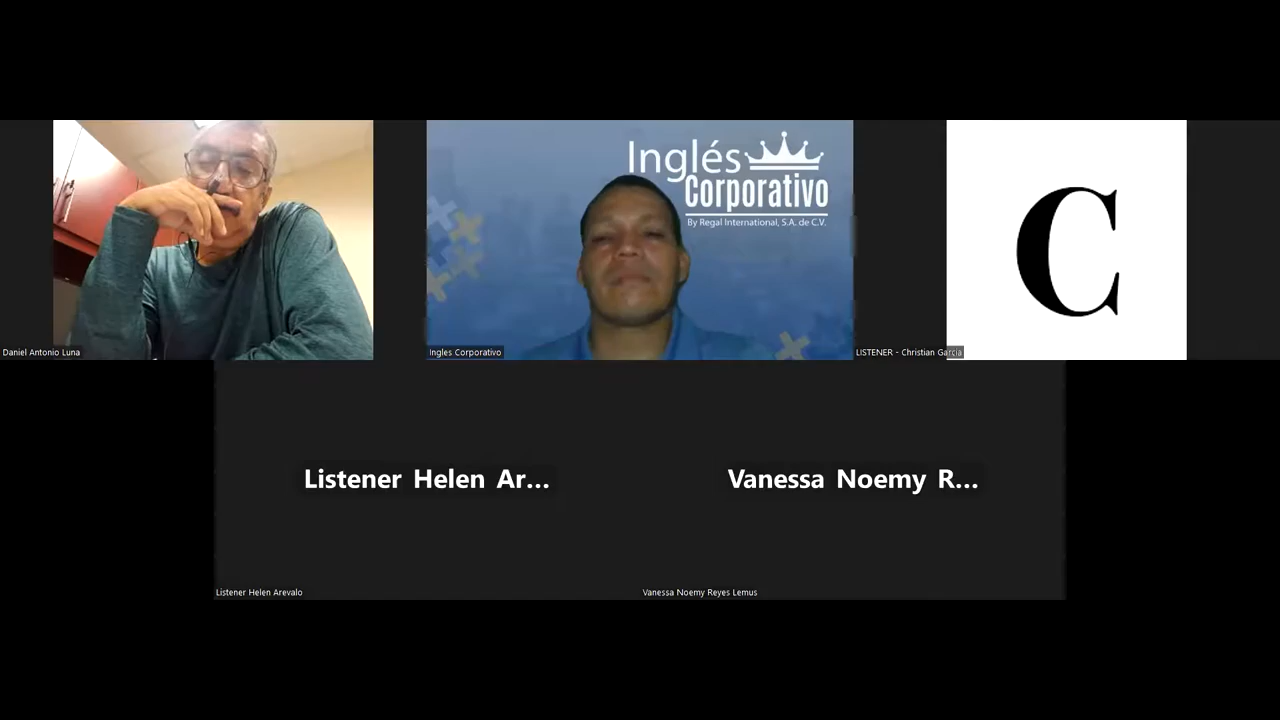 Inglés
Corporativo
By Regal International, S.A. de C.V.
C
Daniel Antonio Luna
Ingles Corporativo
LISTENER - Christian Garcia
Listener Helen Ar...
Vanessa Noemy R...
Listener Helen Arevalo
Vanessa Noemy Reyes Lemus